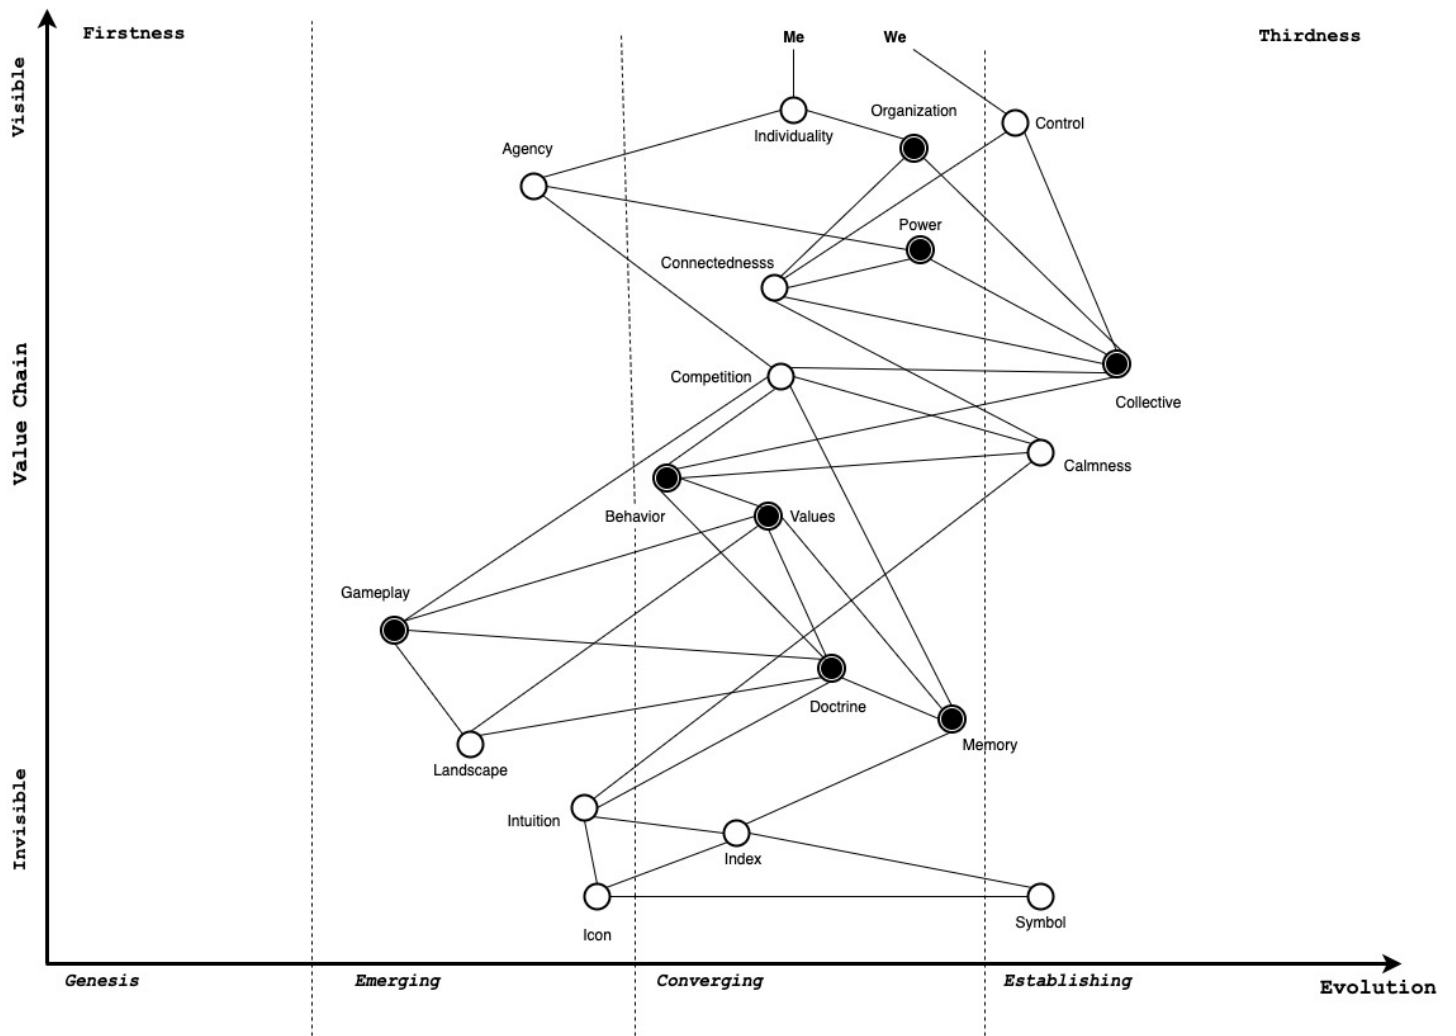 Firstness
Me
We
Thirdness
Visible
Organization
Individuality
Control
Agency
Power
Connectednesss
Value Chain
Competition
Collective
Calmness
Behavior
Values
Gameplay
Doctrine
Memory
Landscape
Invisible
Intuition
Index
Symbol
Icon
Genesis
Emerging
Converging
Establishing
Evolution